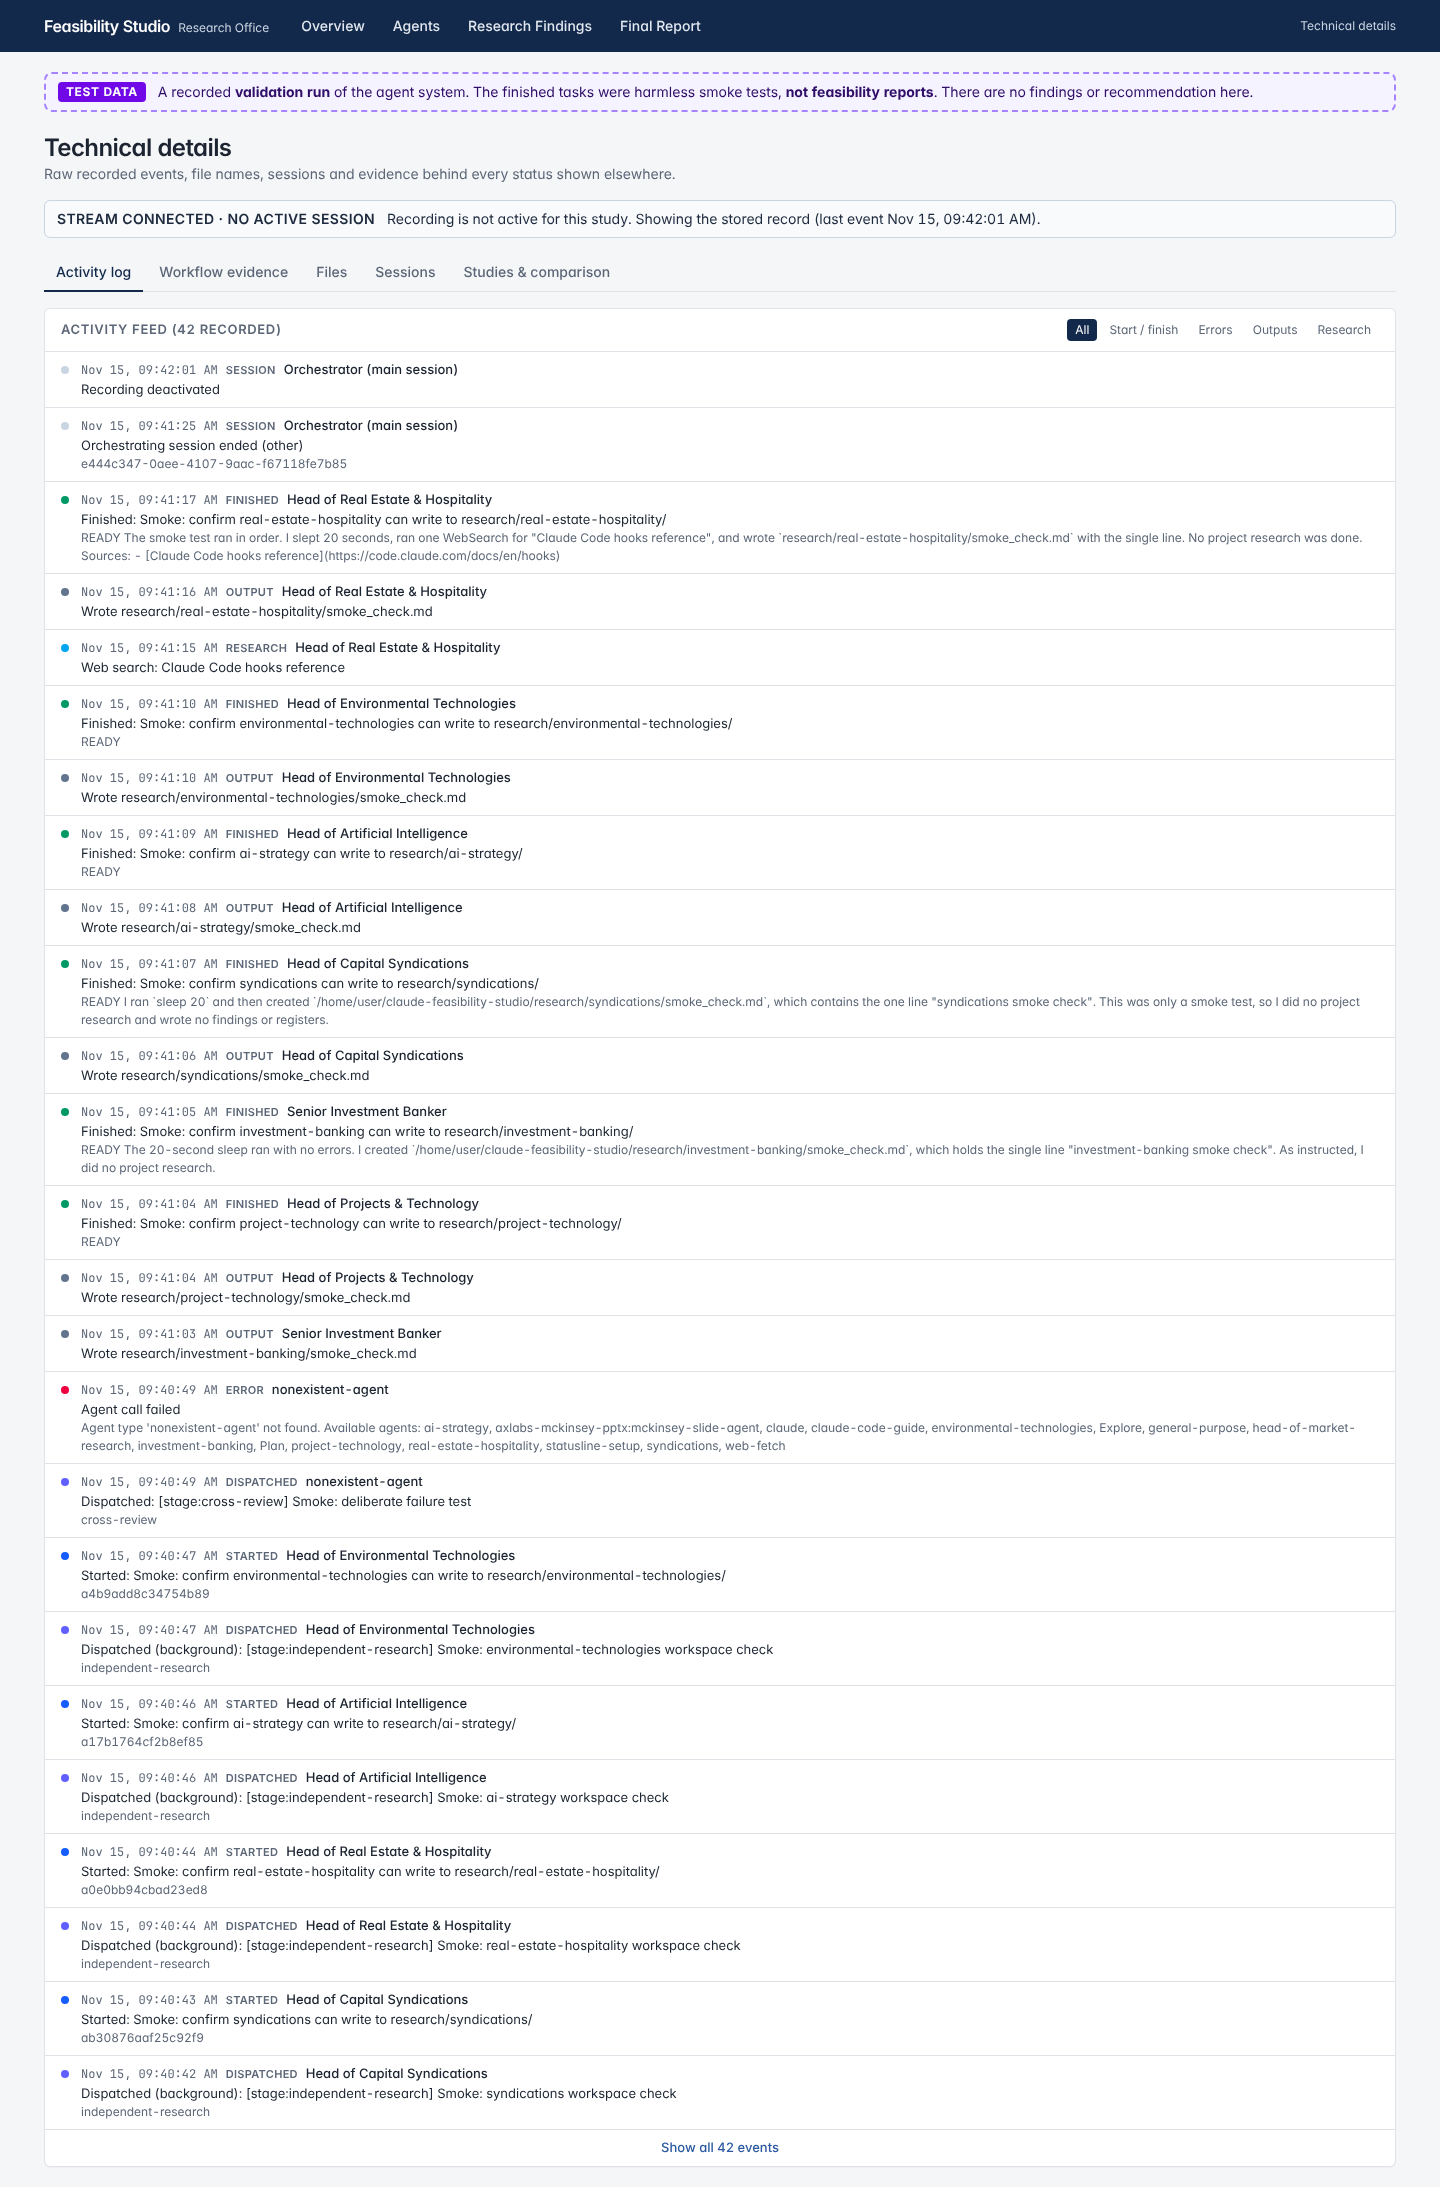 Feasibility Studio Research Office Overview Agents Research Findings Final Report Technical details
TEST DATA A recorded validation run of the agent system. The finished tasks were harmless smoke tests, not feasibility reports. There are no findings or recommendation here.
Technical details
Raw recorded events, file names, sessions and evidence behind every status shown elsewhere.
STREAM CONNECTED · NO ACTIVE SESSION Recording is not active for this study. Showing the stored record (last event Nov 15, 09:42:01 AM).
Activity log Workflow evidence Files Sessions Studies & comparison
ACTIVITY FEED (42 RECORDED) All Start / finish Errors Outputs Research
Nov 15, 09:42:01 AM SESSION Orchestrator (main session)
Recording deactivated
Nov 15, 09:41:25 AM SESSION Orchestrator (main session)
Orchestrating session ended (other)
e444c347-0aee-4107-9aac-f67118fe7b85
Nov 15, 09:41:17 AM FINISHED Head of Real Estate & Hospitality
Finished: Smoke: confirm real-estate-hospitality can write to research/real-estate-hospitality/
READY The smoke test ran in order. I slept 20 seconds, ran one WebSearch for "Claude Code hooks reference", and wrote `research/real-estate-hospitality/smoke_check.md` with the single line. No project research was done.
Sources: - [Claude Code hooks reference](https://code.claude.com/docs/en/hooks)
Nov 15, 09:41:16 AM OUTPUT Head of Real Estate & Hospitality
Wrote research/real-estate-hospitality/smoke_check.md
Nov 15, 09:41:15 AM RESEARCH Head of Real Estate & Hospitality
Web search: Claude Code hooks reference
Nov 15, 09:41:10 AM FINISHED Head of Environmental Technologies
Finished: Smoke: confirm environmental-technologies can write to research/environmental-technologies/
READY
Nov 15, 09:41:10 AM OUTPUT Head of Environmental Technologies
Wrote research/environmental-technologies/smoke_check.md
Nov 15, 09:41:09 AM FINISHED Head of Artificial Intelligence
Finished: Smoke: confirm ai-strategy can write to research/ai-strategy/
READY
Nov 15, 09:41:08 AM OUTPUT Head of Artificial Intelligence
Wrote research/ai-strategy/smoke_check.md
Nov 15, 09:41:07 AM FINISHED Head of Capital Syndications
Finished: Smoke: confirm syndications can write to research/syndications/
READY I ran `sleep 20` and then created `/home/user/claude-feasibility-studio/research/syndications/smoke_check.md`, which contains the one line "syndications smoke check". This was only a smoke test, so I did no project
research and wrote no findings or registers.
Nov 15, 09:41:06 AM OUTPUT Head of Capital Syndications
Wrote research/syndications/smoke_check.md
Nov 15, 09:41:05 AM FINISHED Senior Investment Banker
Finished: Smoke: confirm investment-banking can write to research/investment-banking/
READY The 20-second sleep ran with no errors. I created `/home/user/claude-feasibility-studio/research/investment-banking/smoke_check.md`, which holds the single line "investment-banking smoke check". As instructed, I
did no project research.
Nov 15, 09:41:04 AM FINISHED Head of Projects & Technology
Finished: Smoke: confirm project-technology can write to research/project-technology/
READY
Nov 15, 09:41:04 AM OUTPUT Head of Projects & Technology
Wrote research/project-technology/smoke_check.md
Nov 15, 09:41:03 AM OUTPUT Senior Investment Banker
Wrote research/investment-banking/smoke_check.md
Nov 15, 09:40:49 AM ERROR nonexistent-agent
Agent call failed
Agent type 'nonexistent-agent' not found. Available agents: ai-strategy, axlabs-mckinsey-pptx:mckinsey-slide-agent, claude, claude-code-guide, environmental-technologies, Explore, general-purpose, head-of-market-
research, investment-banking, Plan, project-technology, real-estate-hospitality, statusline-setup, syndications, web-fetch
Nov 15, 09:40:49 AM DISPATCHED nonexistent-agent
Dispatched: [stage:cross-review] Smoke: deliberate failure test
cross-review
Nov 15, 09:40:47 AM STARTED Head of Environmental Technologies
Started: Smoke: confirm environmental-technologies can write to research/environmental-technologies/
a4b9add8c34754b89
Nov 15, 09:40:47 AM DISPATCHED Head of Environmental Technologies
Dispatched (background): [stage:independent-research] Smoke: environmental-technologies workspace check
independent-research
Nov 15, 09:40:46 AM STARTED Head of Artificial Intelligence
Started: Smoke: confirm ai-strategy can write to research/ai-strategy/
a17b1764cf2b8ef85
Nov 15, 09:40:46 AM DISPATCHED Head of Artificial Intelligence
Dispatched (background): [stage:independent-research] Smoke: ai-strategy workspace check
independent-research
Nov 15, 09:40:44 AM STARTED Head of Real Estate & Hospitality
Started: Smoke: confirm real-estate-hospitality can write to research/real-estate-hospitality/
a0e0bb94cbad23ed8
Nov 15, 09:40:44 AM DISPATCHED Head of Real Estate & Hospitality
Dispatched (background): [stage:independent-research] Smoke: real-estate-hospitality workspace check
independent-research
Nov 15, 09:40:43 AM STARTED Head of Capital Syndications
Started: Smoke: confirm syndications can write to research/syndications/
ab30876aaf25c92f9
Nov 15, 09:40:42 AM DISPATCHED Head of Capital Syndications
Dispatched (background): [stage:independent-research] Smoke: syndications workspace check
independent-research
Show all 42 events